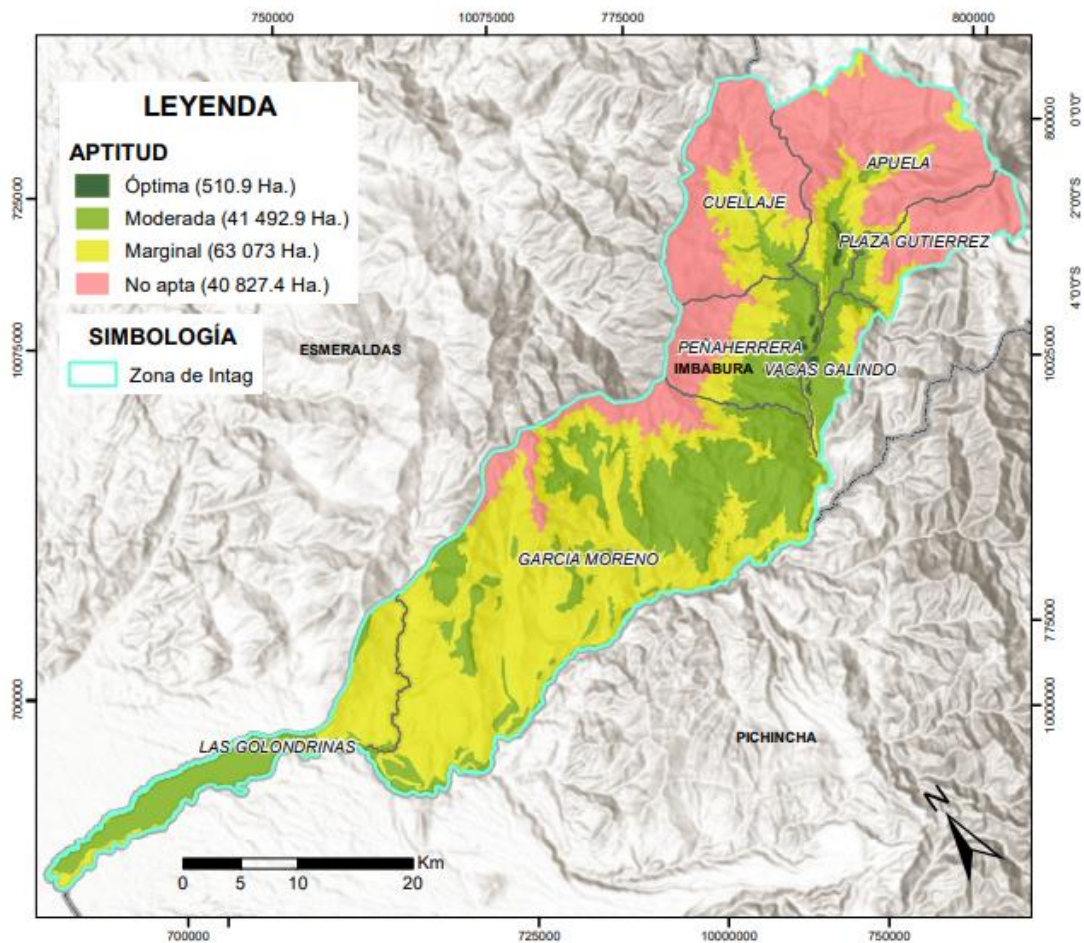 750000 10075000 775000 800000
LEYENDA
APTITUD
Óptima (510.9 Ha.)
Moderada (41 492.9 Ha.)
Marginal (63 073 Ha.)
No apta (40 827.4 Ha.)
SIMBOLOGÍA
Zona de Intag
725000
10075000
700000
800000
0°0'0"
2°0'0"S
4°0'0"S
10025000
775000
10000000
APUELA
CUELLAJE
PLAZA GUTIERREZ
ESMERALDAS
PEÑAHERRERA
IMBABURA
VACAS GALINDO
GARCIA MORENO
LAS GOLONDRINAS
PICHINCHA
N
Km
0 5 10 20
700000 725000 10000000 750000